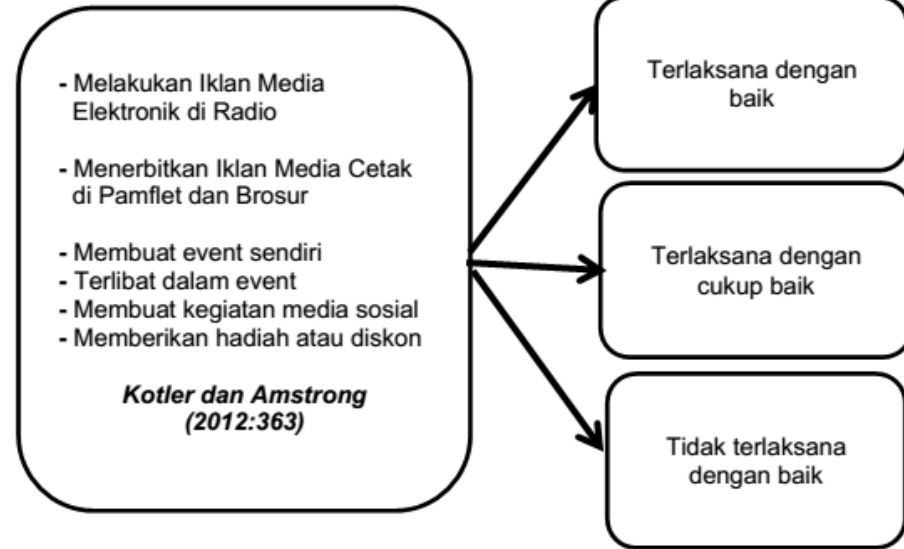 - Melakukan Iklan Media
Elektronik di Radio
- Menerbitkan Iklan Media Cetak
di Pamflet dan Brosur
- Membuat event sendiri
- Terlibat dalam event
- Membuat kegiatan media sosial
- Memberikan hadiah atau diskon
Kotler dan Amstrong
(2012:363)
Terlaksana dengan
baik
Terlaksana dengan
cukup baik
Tidak terlaksana
dengan baik